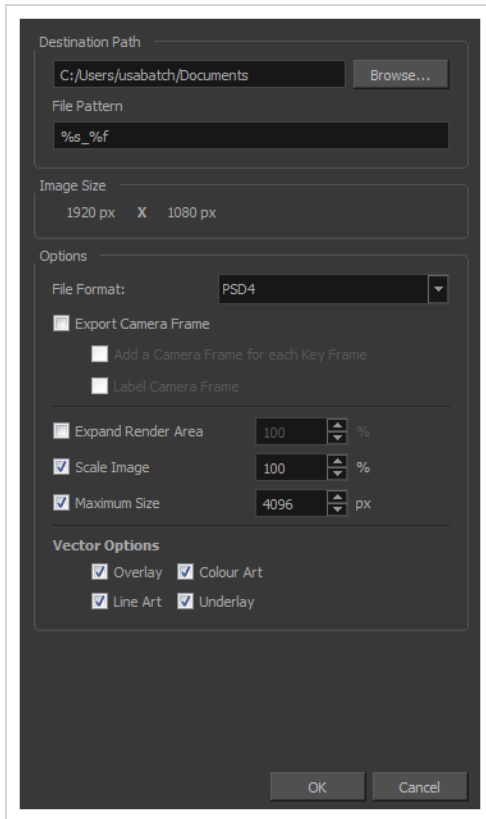 Destination Path
C:/Users/usabatch/Documents Browse...
File Pattern
%s_%f
Image Size
1920 px X 1080 px
Options
File Format: PSD4
Export Camera Frame
Add a Camera Frame for each Key Frame
Label Camera Frame
Expand Render Area 100 %
Scale Image 100 %
Maximum Size 4096 px
Vector Options
Overlay Colour Art
Line Art Underlay
OK Cancel